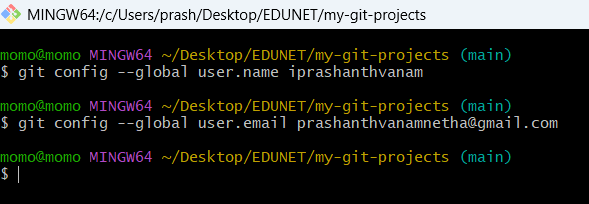 MINGW64:/c/Users/prash/Desktop/EDUNET/my-git-projects
momo@momo MINGW64 ~/Desktop/EDUNET/my-git-projects (main)
$ git config --global user.name iprashanthvanam
momo@momo MINGW64 ~/Desktop/EDUNET/my-git-projects (main)
$ git config --global user.email prashanthvanamnetha@gmail.com
momo@momo MINGW64 ~/Desktop/EDUNET/my-git-projects (main)
$